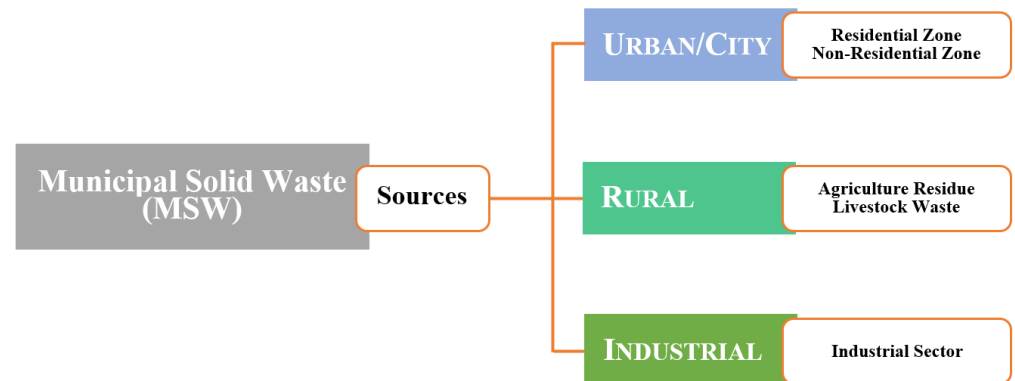 Municipal Solid Waste
(MSW)
Sources
URBAN/CITY
Residential Zone
Non-Residential Zone
RURAL
Agriculture Residue
Livestock Waste
INDUSTRIAL
Industrial Sector